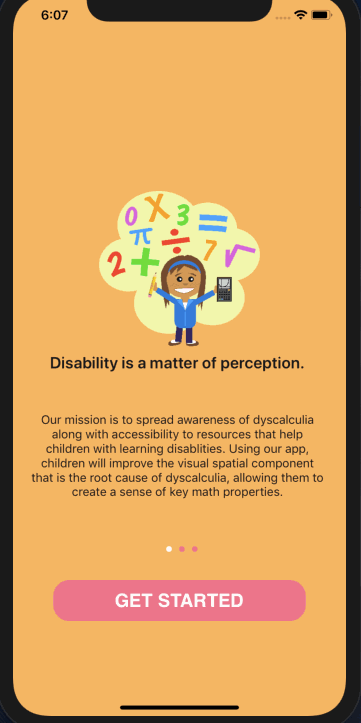 6:07
0 X 3 =
π ÷ 7 √
2 +
Disability is a matter of perception.
Our mission is to spread awareness of dyscalculia
along with accessibility to resources that help
children with learning disablities. Using our app,
children will improve the visual spatial component
that is the root cause of dyscalculia, allowing them to
create a sense of key math properties.
GET STARTED